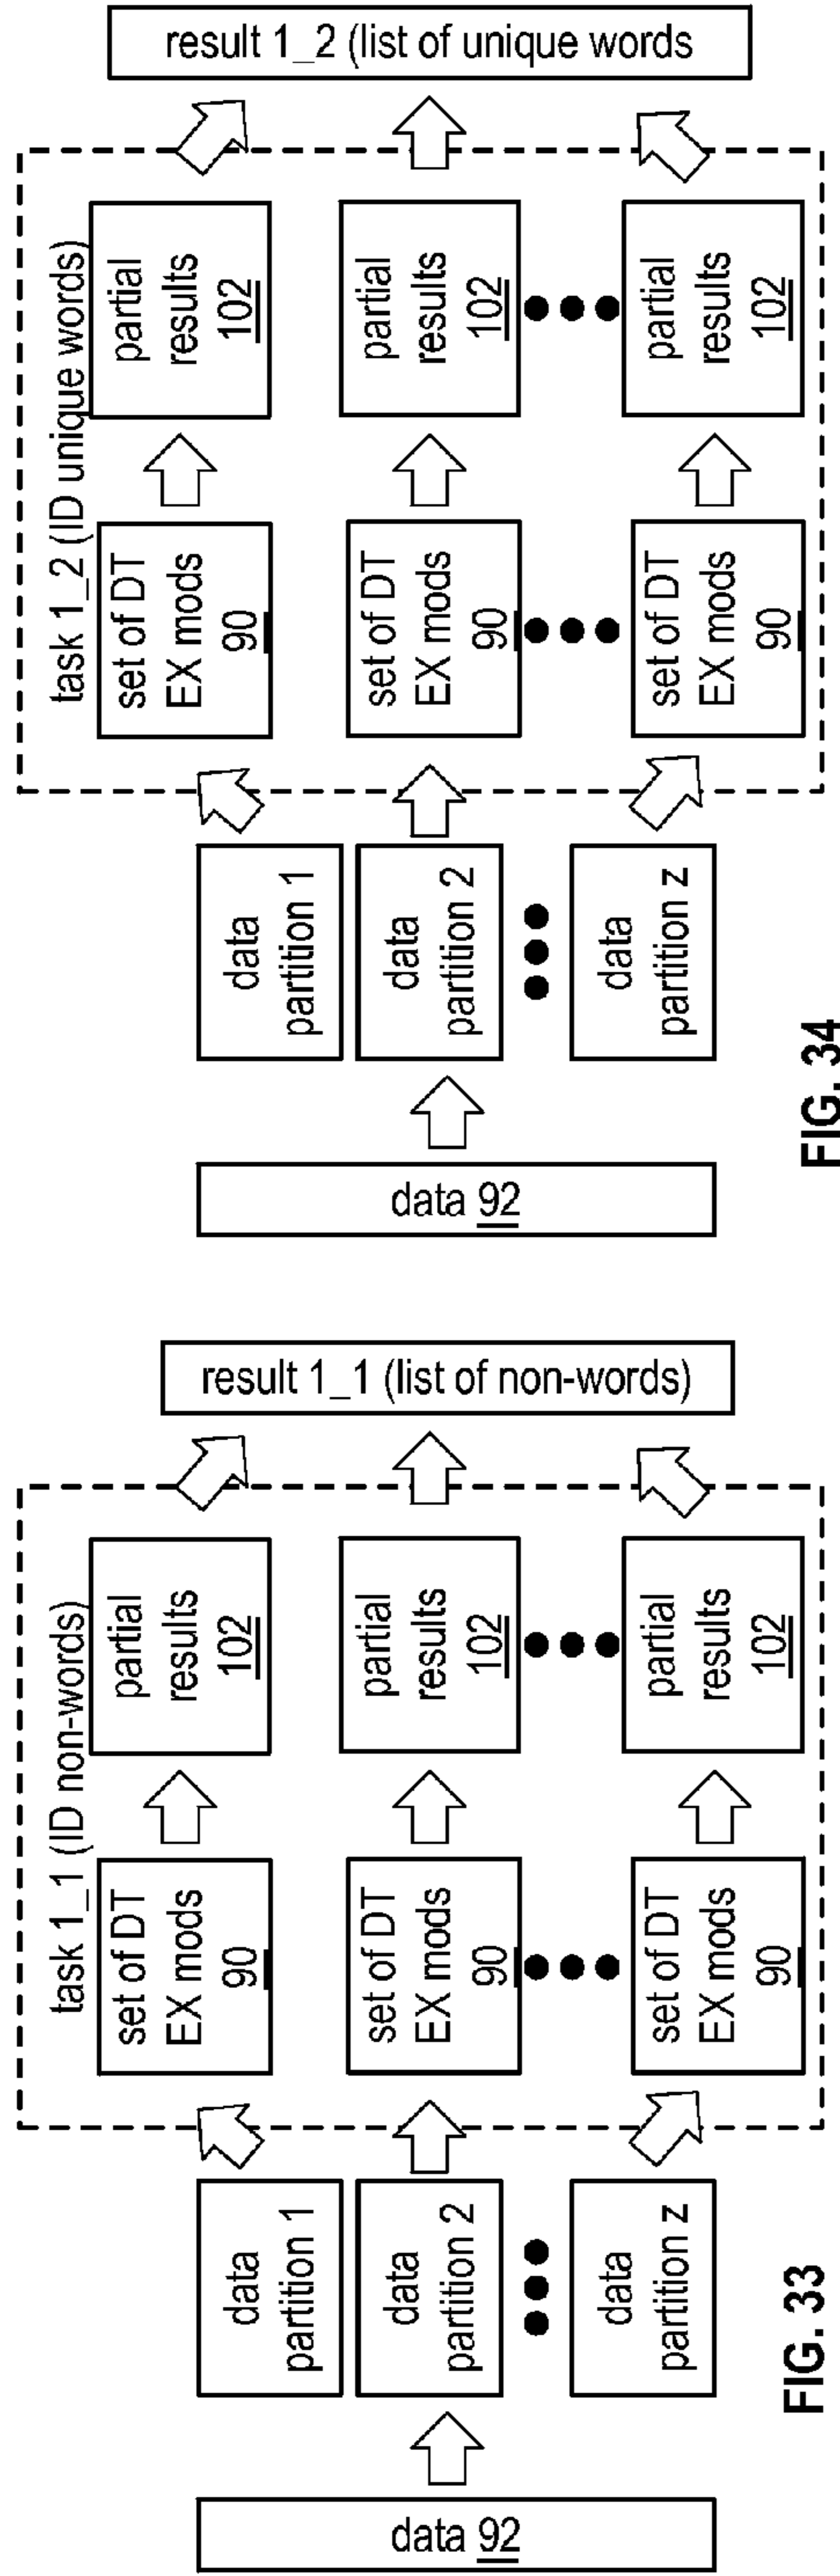 data 92
data
partition 1
data
partition 2
data
partition z
task 1_1 (ID non-words)
set of DT
EX mods
90
partial
results
102
set of DT
EX mods
90
partial
results
102
set of DT
EX mods
90
partial
results
102
result 1_1 (list of non-words)
FIG. 33
data 92
data
partition 1
data
partition 2
data
partition z
task 1_2 (ID unique words)
set of DT
EX mods
90
partial
results
102
set of DT
EX mods
90
partial
results
102
set of DT
EX mods
90
partial
results
102
result 1_2 (list of unique words
FIG. 34